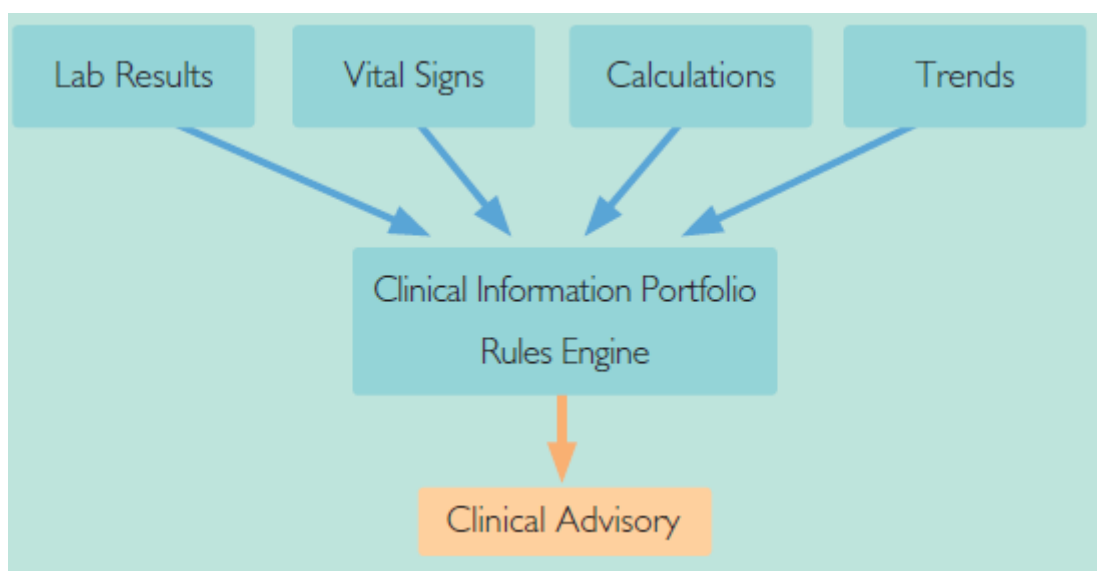 Lab Results
Vital Signs
Calculations
Trends
Clinical Information Portfolio
Rules Engine
Clinical Advisory